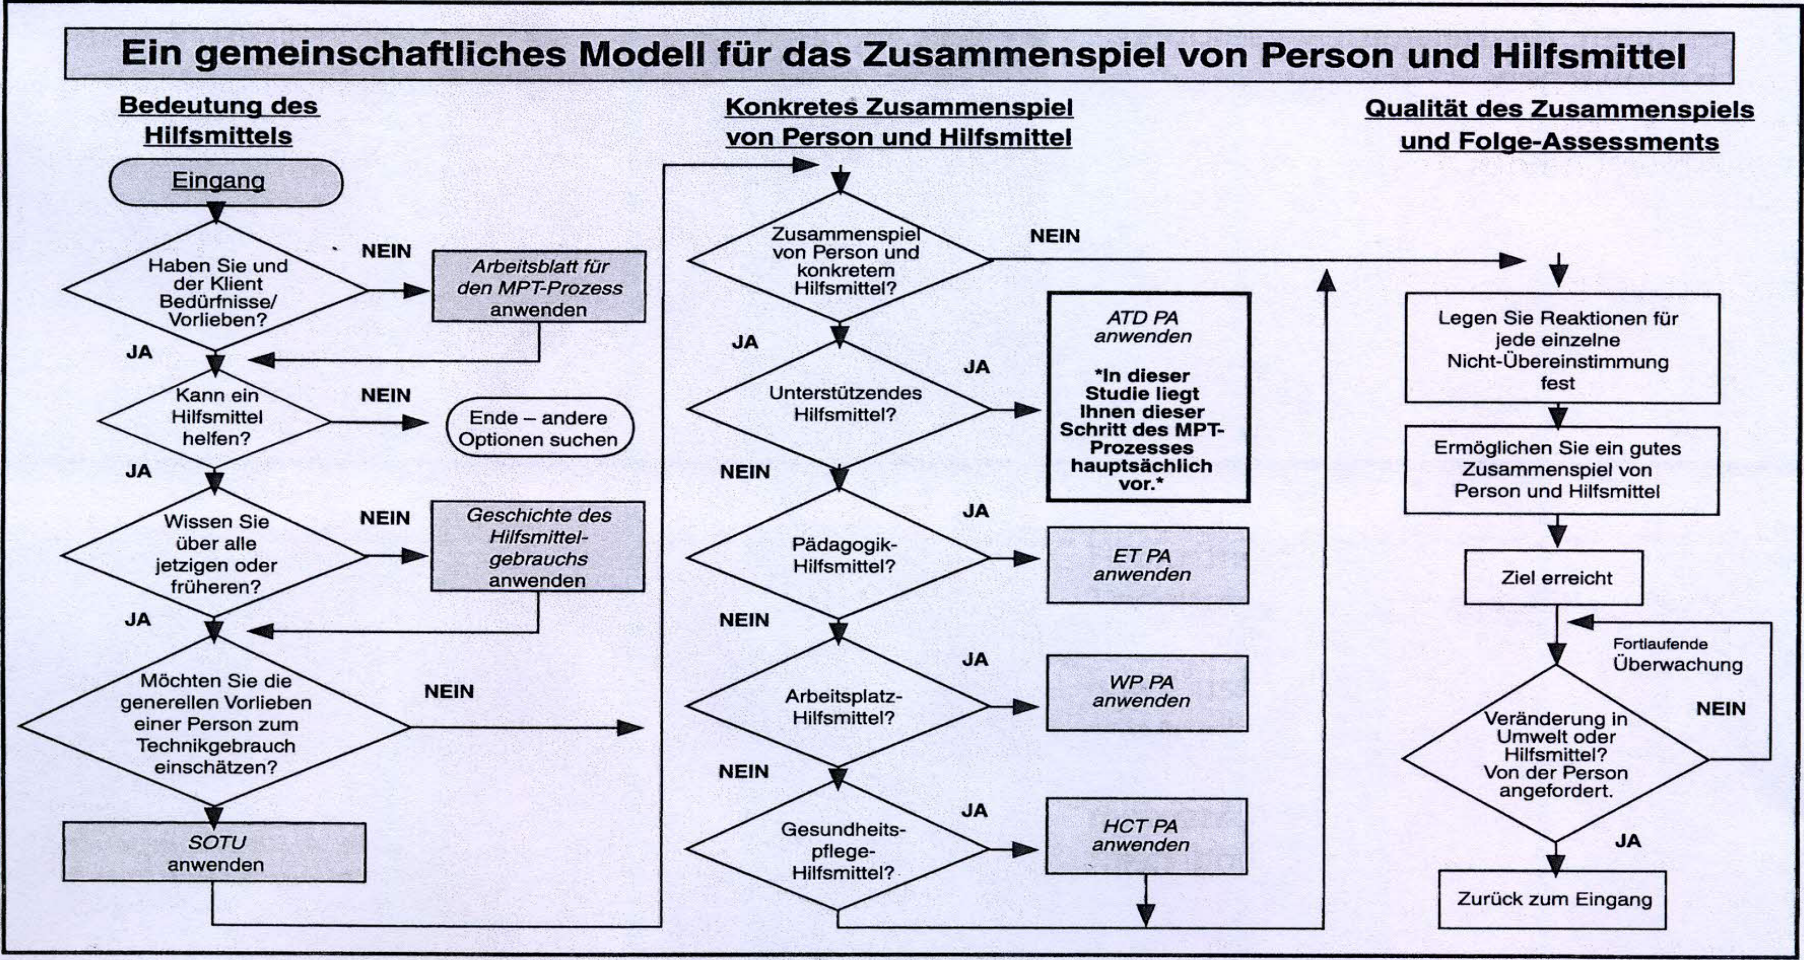 Ein gemeinschaftliches Modell für das Zusammenspiel von Person und Hilfsmittel
Bedeutung des
Hilfsmittels
Eingang
Haben Sie und
der Klient
Bedürfnisse/
Vorlieben?
NEIN
Arbeitsblatt für
den MPT-Prozess
anwenden
JA
Kann ein
Hilfsmittel
helfen?
NEIN
Ende – andere
Optionen suchen
JA
Wissen Sie
über alle
jetzigen oder
früheren?
NEIN
Geschichte des
Hilfsmittel-
gebrauchs
anwenden
JA
Möchten Sie die
generellen Vorlieben
einer Person zum
Technikgebrauch
einschätzen?
NEIN
SOTU
anwenden
Konkretes Zusammenspiel
von Person und Hilfsmittel
Zusammenspiel
von Person und
konkretem
Hilfsmittel?
NEIN
JA
Unterstützendes
Hilfsmittel?
JA
ATD PA
anwenden
*In dieser
Studie liegt
Ihnen dieser
Schritt des MPT-
Prozesses
hauptsächlich
vor.*
NEIN
Pädagogik-
Hilfsmittel?
JA
ET PA
anwenden
NEIN
Arbeitsplatz-
Hilfsmittel?
JA
WP PA
anwenden
NEIN
Gesundheits-
pflege-
Hilfsmittel?
JA
HCT PA
anwenden
Qualität des Zusammenspiels
und Folge-Assessments
Legen Sie Reaktionen für
jede einzelne
Nicht-Übereinstimmung
fest
Ermöglichen Sie ein gutes
Zusammenspiel von
Person und Hilfsmittel
Ziel erreicht
Fortlaufende
Überwachung
Veränderung in
Umwelt oder
Hilfsmittel?
Von der Person
angefordert.
NEIN
JA
Zurück zum Eingang